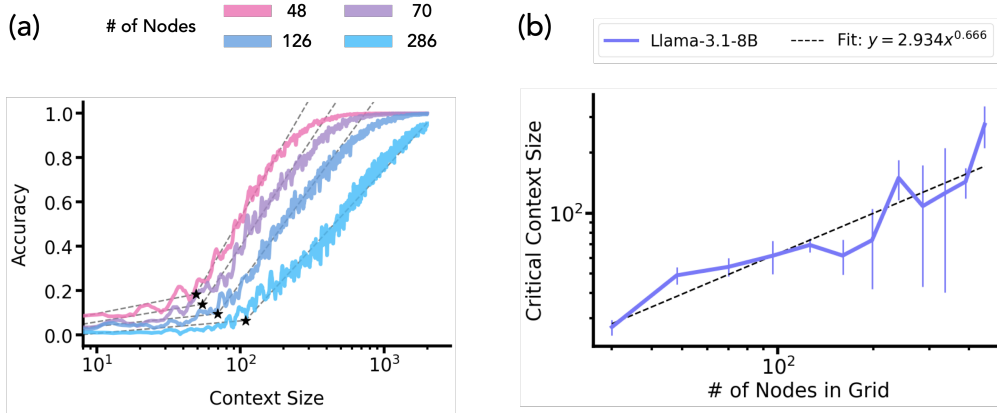 (a)
# of Nodes
48
70
126
286
1.0
0.8
0.6
0.4
0.2
0.0
Accuracy
10¹
10²
10³
Context Size
(b)
Llama-3.1-8B
Fit: y = 2.934x^0.666
Critical Context Size
10²
10²
# of Nodes in Grid